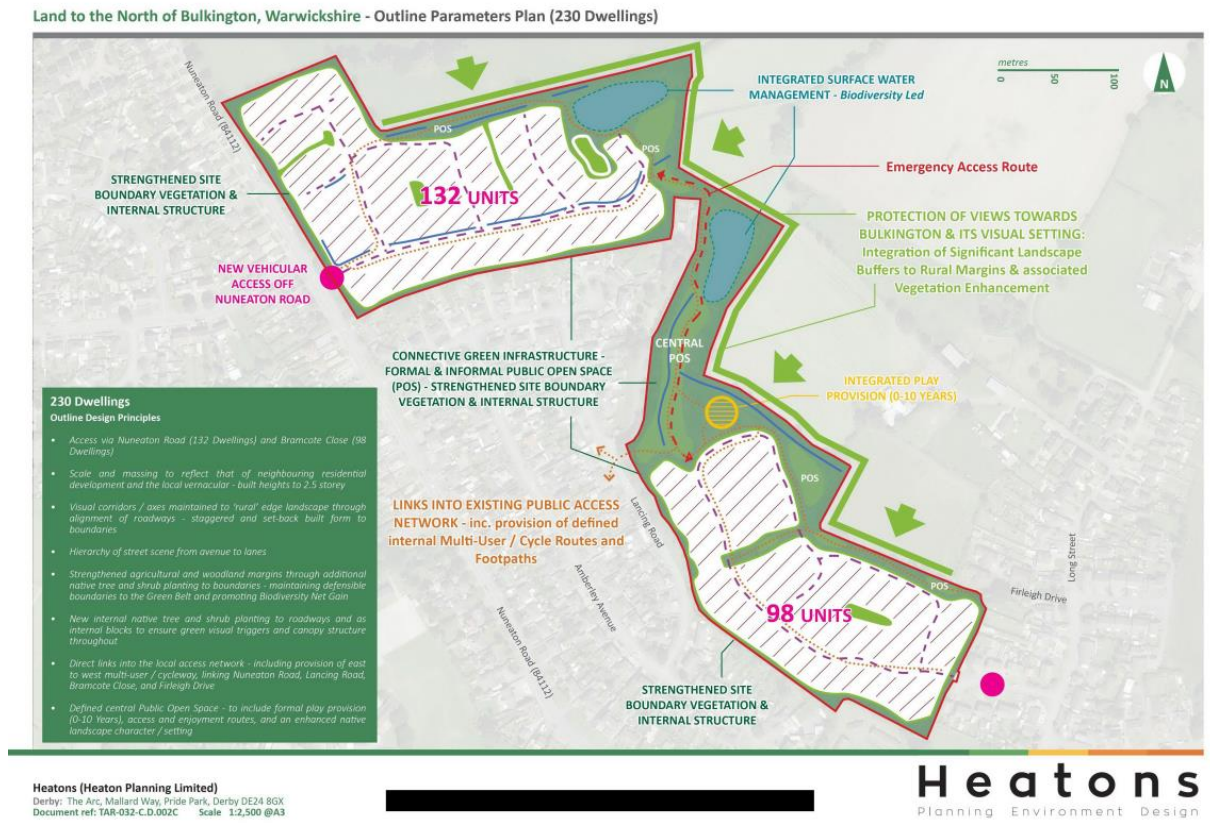 Land to the North of Bulkington, Warwickshire - Outline Parameters Plan (230 Dwellings)
Nuneaton Road (B4112)
metres
0
50
100
N
INTEGRATED SURFACE WATER
MANAGEMENT - Biodiversity Led
POS
POS
Emergency Access Route
STRENGTHENED SITE
BOUNDARY VEGETATION &
INTERNAL STRUCTURE
132 UNITS
PROTECTION OF VIEWS TOWARDS
BULKINGTON & ITS VISUAL SETTING:
Integration of Significant Landscape
Buffers to Rural Margins & associated
Vegetation Enhancement
NEW VEHICULAR
ACCESS OFF
NUNEATON ROAD
CENTRAL
POS
CONNECTIVE GREEN INFRASTRUCTURE -
FORMAL & INFORMAL PUBLIC OPEN SPACE
(POS) - STRENGTHENED SITE BOUNDARY
VEGETATION & INTERNAL STRUCTURE
INTEGRATED PLAY
PROVISION (0-10 YEARS)
230 Dwellings
Outline Design Principles
• Access via Nuneaton Road (132 Dwellings) and Bramcote Close (98
Dwellings)
• Scale and massing to reflect that of neighbouring residential
development and the local vernacular - built heights to 2.5 storey
• Visual corridors / axes maintained to 'rural' edge landscape through
alignment of roadways - staggered and set-back built form to
boundaries
• Hierarchy of street scene from avenue to lanes
• Strengthened agricultural and woodland margins through additional
native tree and shrub planting to boundaries - maintaining defensible
boundaries to the Green Belt and promoting Biodiversity Net Gain
• New internal native tree and shrub planting to roadways and as
internal blocks to ensure green visual triggers and canopy structure
throughout
• Direct links into the local access network - including provision of east
to west multi-user / cycleway, linking Nuneaton Road, Lancing Road,
Bramcote Close, and Firleigh Drive
• Defined central Public Open Space - to include formal play provision
(0-10 Years), access and enjoyment routes, and an enhanced native
landscape character / setting
POS
LINKS INTO EXISTING PUBLIC ACCESS
NETWORK - inc. provision of defined
internal Multi-User / Cycle Routes and
Footpaths
Lancing Road
Amberley Avenue
Nuneaton Road (B4112)
Long Street
POS
Firleigh Drive
98 UNITS
STRENGTHENED SITE
BOUNDARY VEGETATION &
INTERNAL STRUCTURE
Heatons (Heaton Planning Limited)
Derby: The Arc, Mallard Way, Pride Park, Derby DE24 8GX
Document ref: TAR-032-C.D.002C Scale 1:2,500 @A3
Heatons
Planning Environment Design